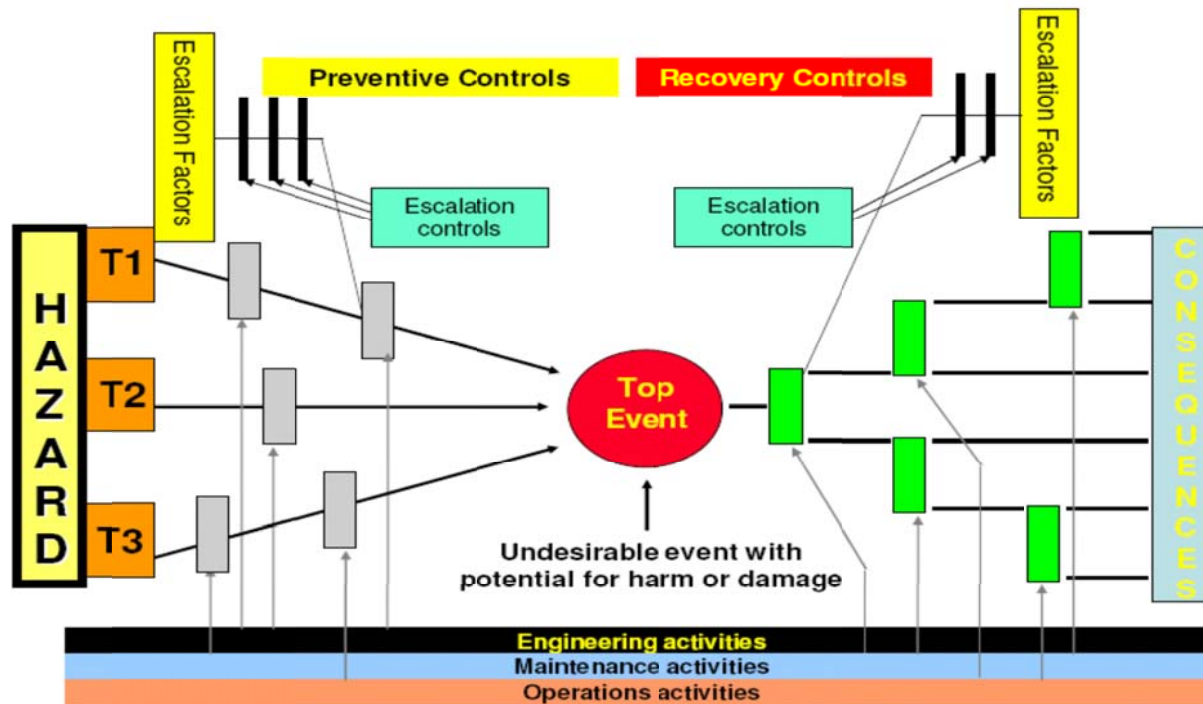 Escalation Factors
Preventive Controls
Recovery Controls
Escalation Factors
Escalation
controls
Escalation
controls
HAZARD
T1
T2
T3
Top
Event
CONSEQUENCES
Undesirable event with
potential for harm or damage
Engineering activities
Maintenance activities
Operations activities